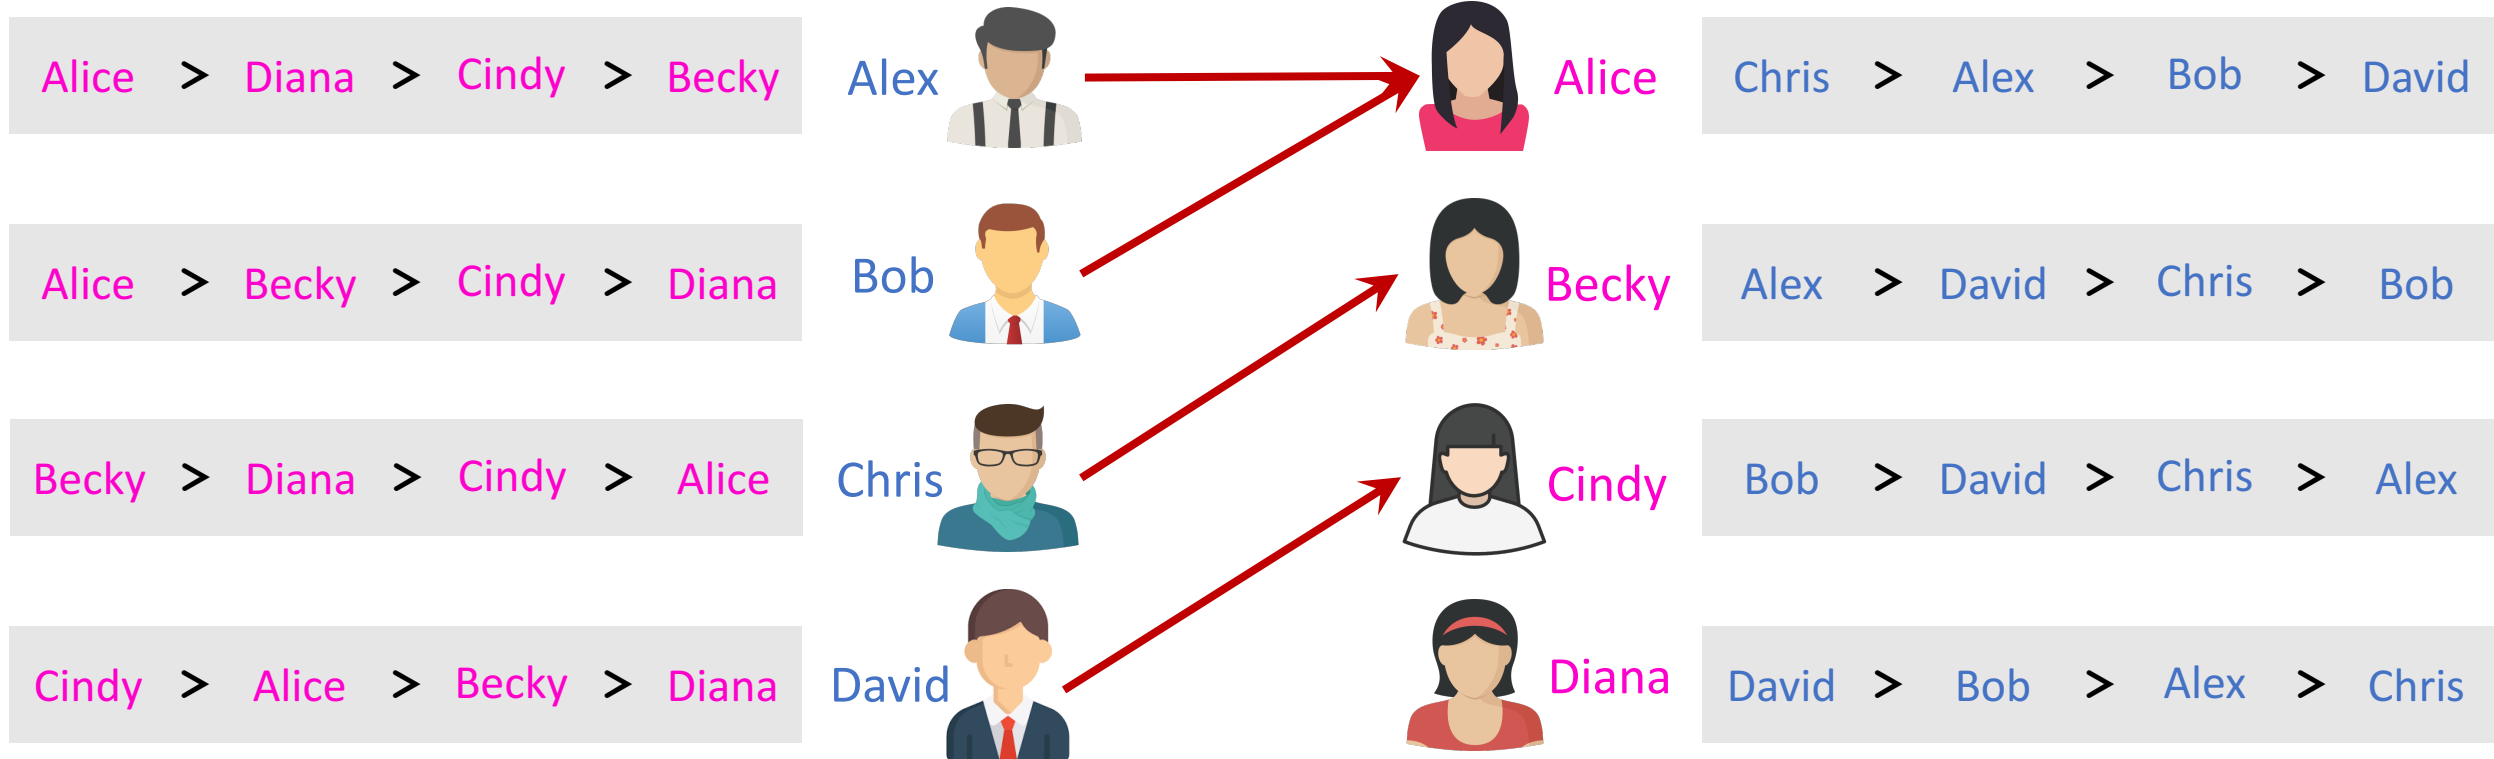 Alice > Diana > Cindy > Becky Alex Alice Chris > Alex > Bob > David
Alice > Becky > Cindy > Diana Bob Becky Alex > David > Chris > Bob
Becky > Diana > Cindy > Alice Chris Cindy Bob > David > Chris > Alex
Cindy > Alice > Becky > Diana David Diana David > Bob > Alex > Chris